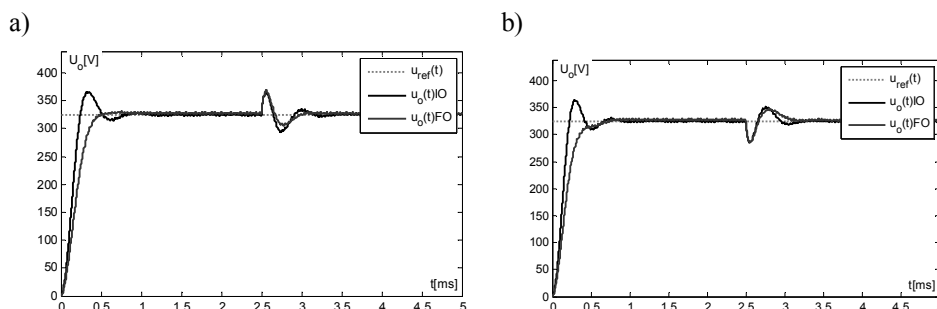 a)
U_o[V]
400
350
300
250
200
150
100
50
0
0 0.5 1 1.5 2 2.5 3 3.5 4 4.5 5
t[ms]
u_ref(t)
u_o(t)IO
u_o(t)FO
b)
U_o[V]
400
350
300
250
200
150
100
50
0
0 0.5 1 1.5 2 2.5 3 3.5 4 4.5
t[ms]
u_ref(t)
u_o(t)IO
u_o(t)FO